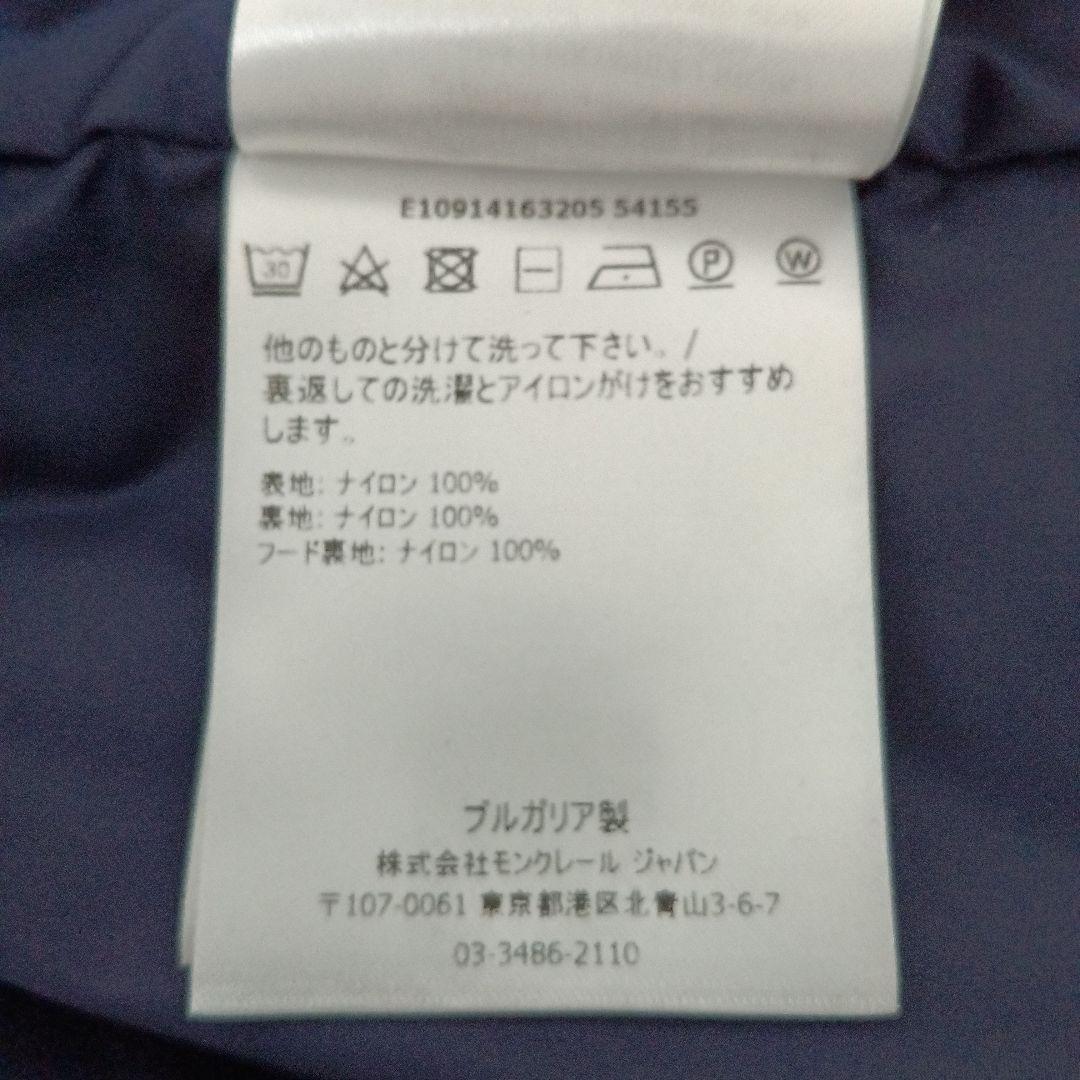 E10914163205 54155
30
P
W
他のものと分けて洗って下さい。/
裏返しての洗濯とアイロンがけをおすすめ
します。
表地: ナイロン 100%
裏地: ナイロン 100%
フード裏地: ナイロン 100%
ブルガリア製
株式会社モンクレール ジャパン
〒107-0061 東京都港区北青山3-6-7
03-3486-2110